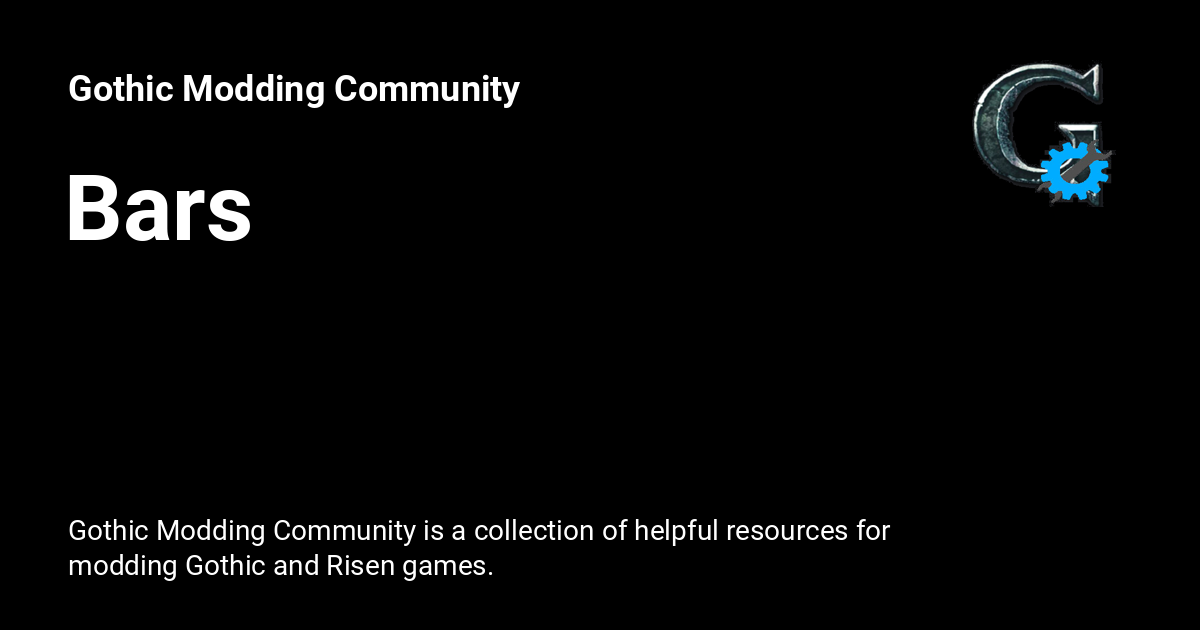 Gothic Modding Community
G
Bars
Gothic Modding Community is a collection of helpful resources for
modding Gothic and Risen games.